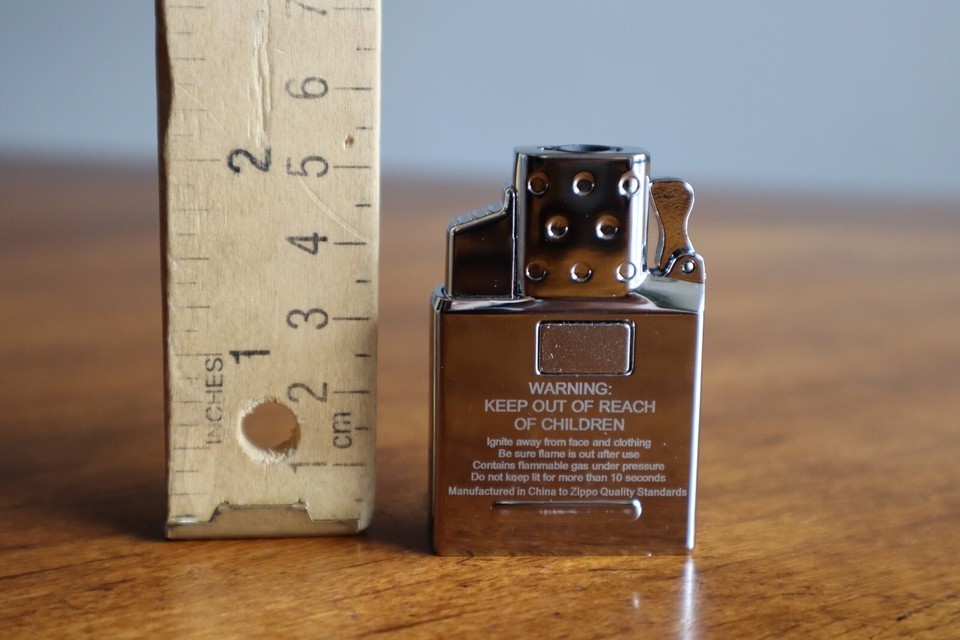 7
6
2
5
4
3
1
INCHES
2
cm
1
WARNING:
KEEP OUT OF REACH
OF CHILDREN
Ignite away from face and clothing
Be sure flame is out after use
Contains flammable gas under pressure
Do not keep lit for more than 10 seconds
Manufactured in China to Zippo Quality Standards